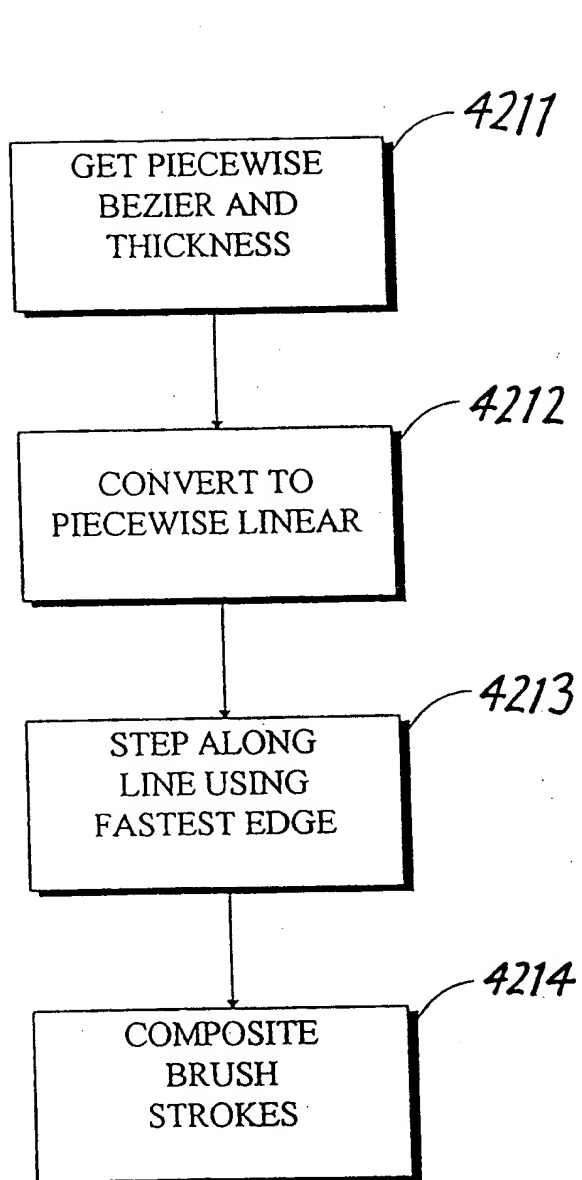 4211
GET PIECEWISE
BEZIER AND
THICKNESS
4212
CONVERT TO
PIECEWISE LINEAR
4213
STEP ALONG
LINE USING
FASTEST EDGE
4214
COMPOSITE
BRUSH
STROKES